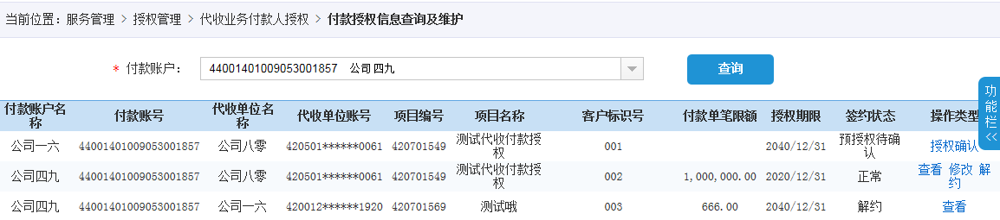 当前位置：服务管理 > 授权管理 > 代收业务付款人授权 > 付款授权信息查询及维护
* 付款账户： 44001401009053001857 公司四九 查询
付款账户名称 付款账号 代收单位名称 代收单位账号 项目编号 项目名称 客户标识号 付款单笔限额 授权期限 签约状态 操作类型
公司一六 44001401009053001857 公司八零 420501******0061 420701549 测试代收付款授权 001 2040/12/31 预授权待确认 授权确认
公司四九 44001401009053001857 公司八零 420501******0061 420701549 测试代收付款授权 002 1,000,000.00 2020/12/31 正常 查看 修改 解约
公司四九 44001401009053001857 公司一六 420012******1920 420701569 测试哦 003 666.00 2040/12/31 解约 查看
功能栏 <<